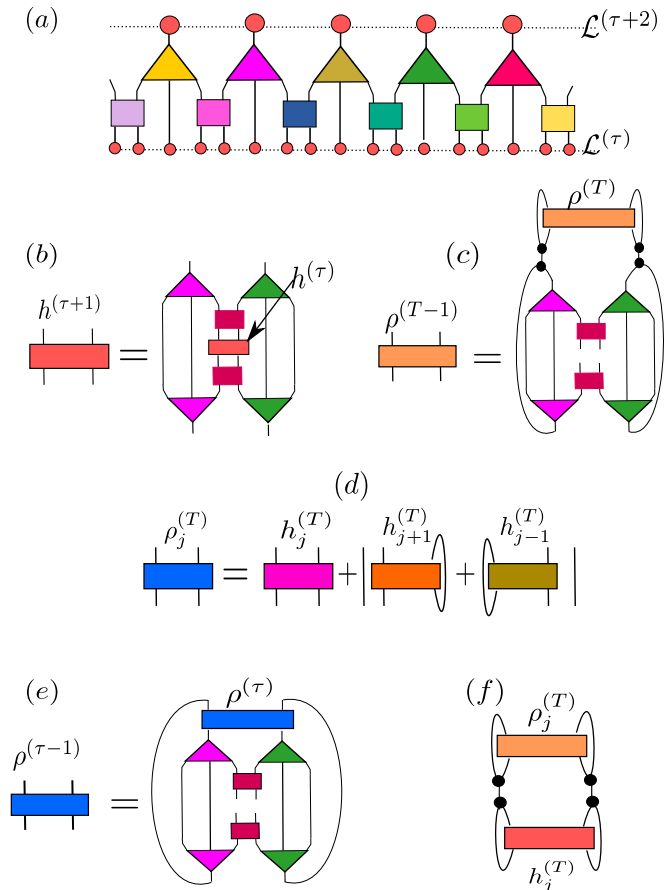 (a)
𝓛^(τ+2)
𝓛^(τ)
(b)
h^(τ+1)
=
h^(τ)
(c)
ρ^(T)
ρ^(T−1)
=
(d)
ρ_j^(T) = h_j^(T) + h_{j+1}^(T) + h_{j−1}^(T)
(e)
ρ^(τ)
ρ^(τ−1)
=
(f)
ρ_j^(T)
h_j^(T)